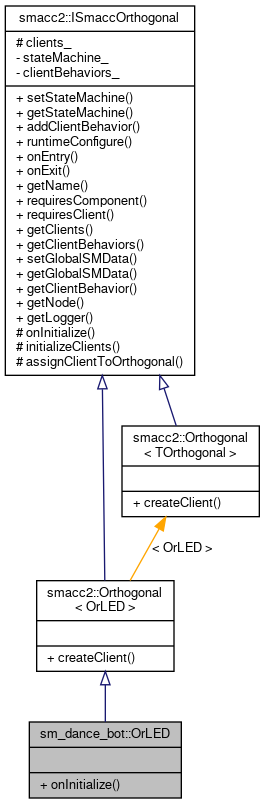 smacc2::ISmaccOrthogonal
# clients_
- stateMachine_
- clientBehaviors_
+ setStateMachine()
+ getStateMachine()
+ addClientBehavior()
+ runtimeConfigure()
+ onEntry()
+ onExit()
+ getName()
+ requiresComponent()
+ requiresClient()
+ getClients()
+ getClientBehaviors()
+ setGlobalSMData()
+ getGlobalSMData()
+ getClientBehavior()
+ getNode()
+ getLogger()
# onInitialize()
# initializeClients()
# assignClientToOrthogonal()
smacc2::Orthogonal
< TOrthogonal >
+ createClient()
< OrLED >
smacc2::Orthogonal
< OrLED >
+ createClient()
sm_dance_bot::OrLED
+ onInitialize()